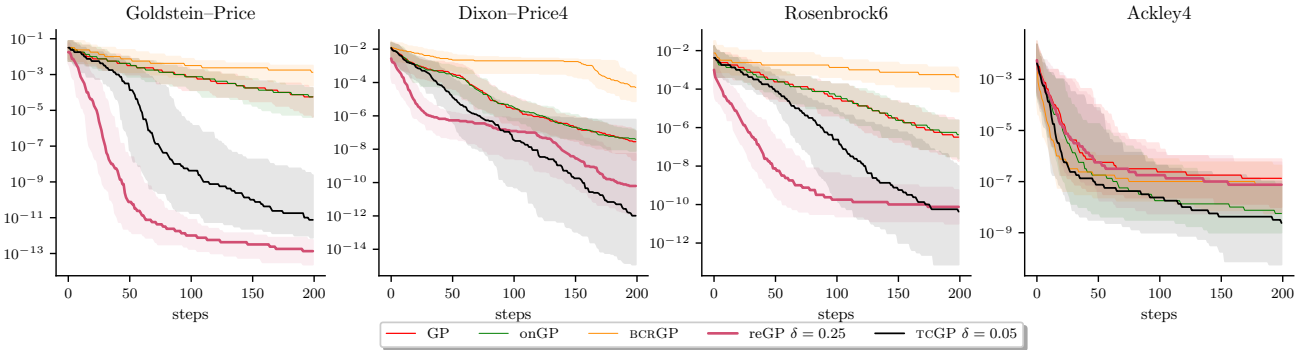 Goldstein–Price
Dixon–Price4
Rosenbrock6
Ackley4
10⁻¹
10⁻³
10⁻⁵
10⁻⁷
10⁻⁹
10⁻¹¹
10⁻¹³
0 50 100 150 200
steps
10⁻²
10⁻⁴
10⁻⁶
10⁻⁸
10⁻¹⁰
10⁻¹²
10⁻¹⁴
0 50 100 150 200
steps
10⁻²
10⁻⁴
10⁻⁶
10⁻⁸
10⁻¹⁰
10⁻¹²
0 50 100 150 200
steps
10⁻³
10⁻⁵
10⁻⁷
10⁻⁹
0 50 100 150 200
steps
GP onGP BCRGP reGP δ = 0.25 TCGP δ = 0.05